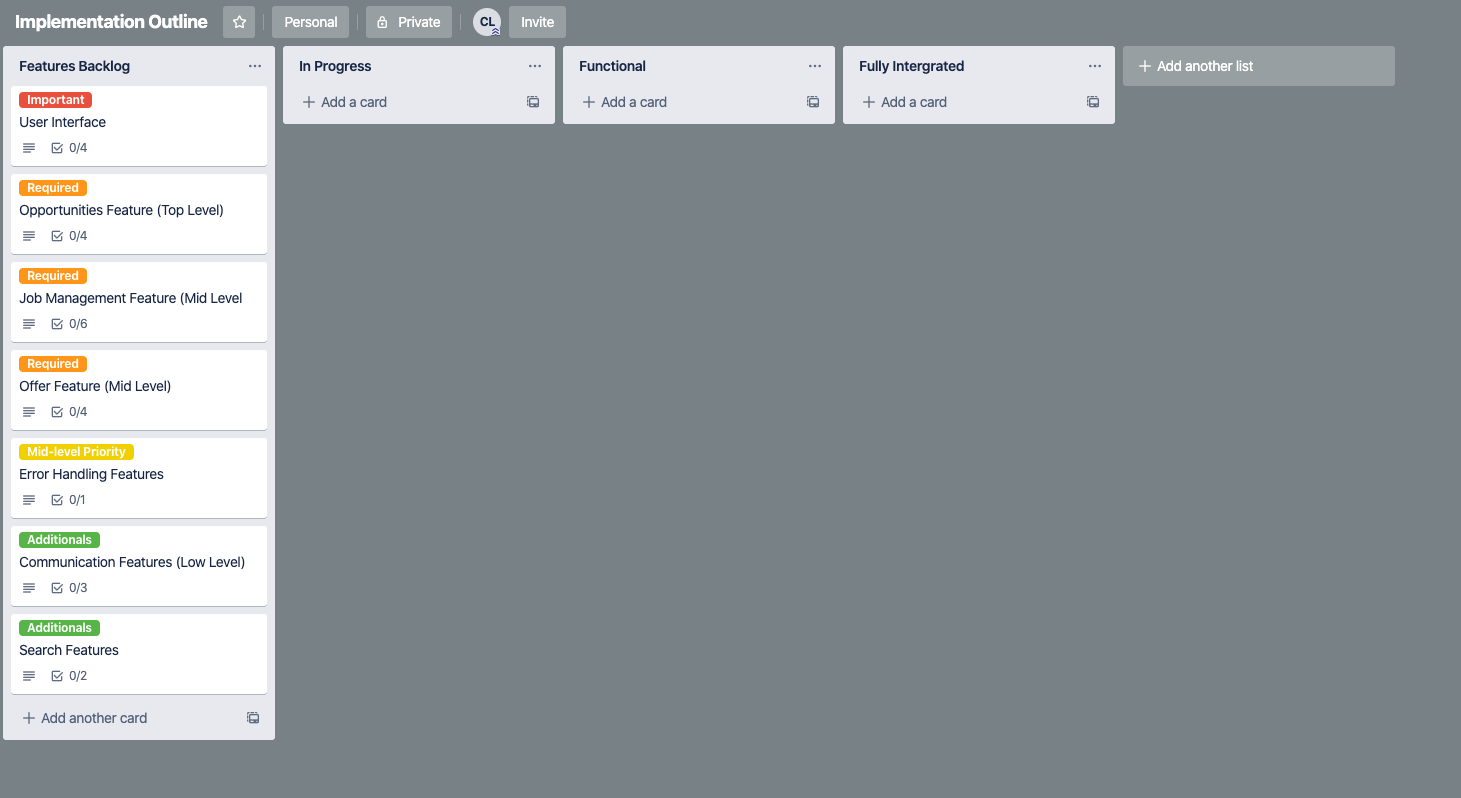 Implementation Outline
Personal
Private
CL
Invite
Features Backlog
Important
User Interface
0/4
Required
Opportunities Feature (Top Level)
0/4
Required
Job Management Feature (Mid Level
0/6
Required
Offer Feature (Mid Level)
0/4
Mid-level Priority
Error Handling Features
0/1
Additionals
Communication Features (Low Level)
0/3
Additionals
Search Features
0/2
Add another card
In Progress
Add a card
Functional
Add a card
Fully Intergrated
Add a card
Add another list